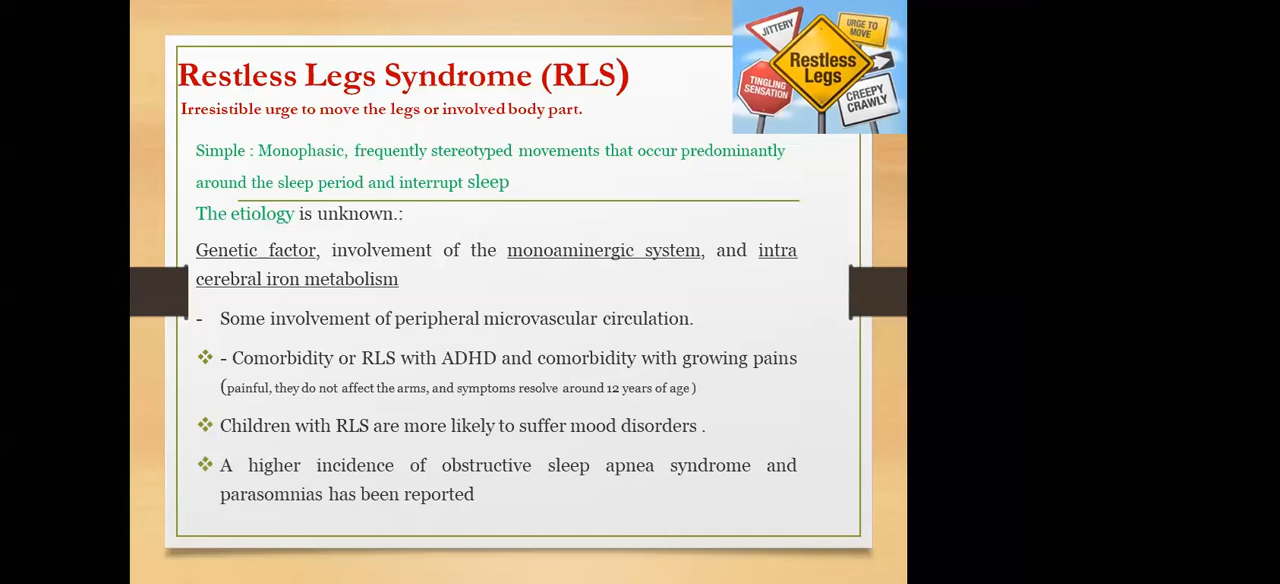 Restless Legs Syndrome (RLS)
Irresistible urge to move the legs or involved body part.
JITTERY
URGE TO
MOVE
Restless
Legs
TINGLING
SENSATION
CREEPY
CRAWLY
Simple : Monophasic, frequently stereotyped movements that occur predominantly
around the sleep period and interrupt sleep
The etiology is unknown.:
Genetic factor, involvement of the monoaminergic system, and intra
cerebral iron metabolism
- Some involvement of peripheral microvascular circulation.
❖ - Comorbidity or RLS with ADHD and comorbidity with growing pains
(painful, they do not affect the arms, and symptoms resolve around 12 years of age )
❖ Children with RLS are more likely to suffer mood disorders .
❖ A higher incidence of obstructive sleep apnea syndrome and
parasomnias has been reported